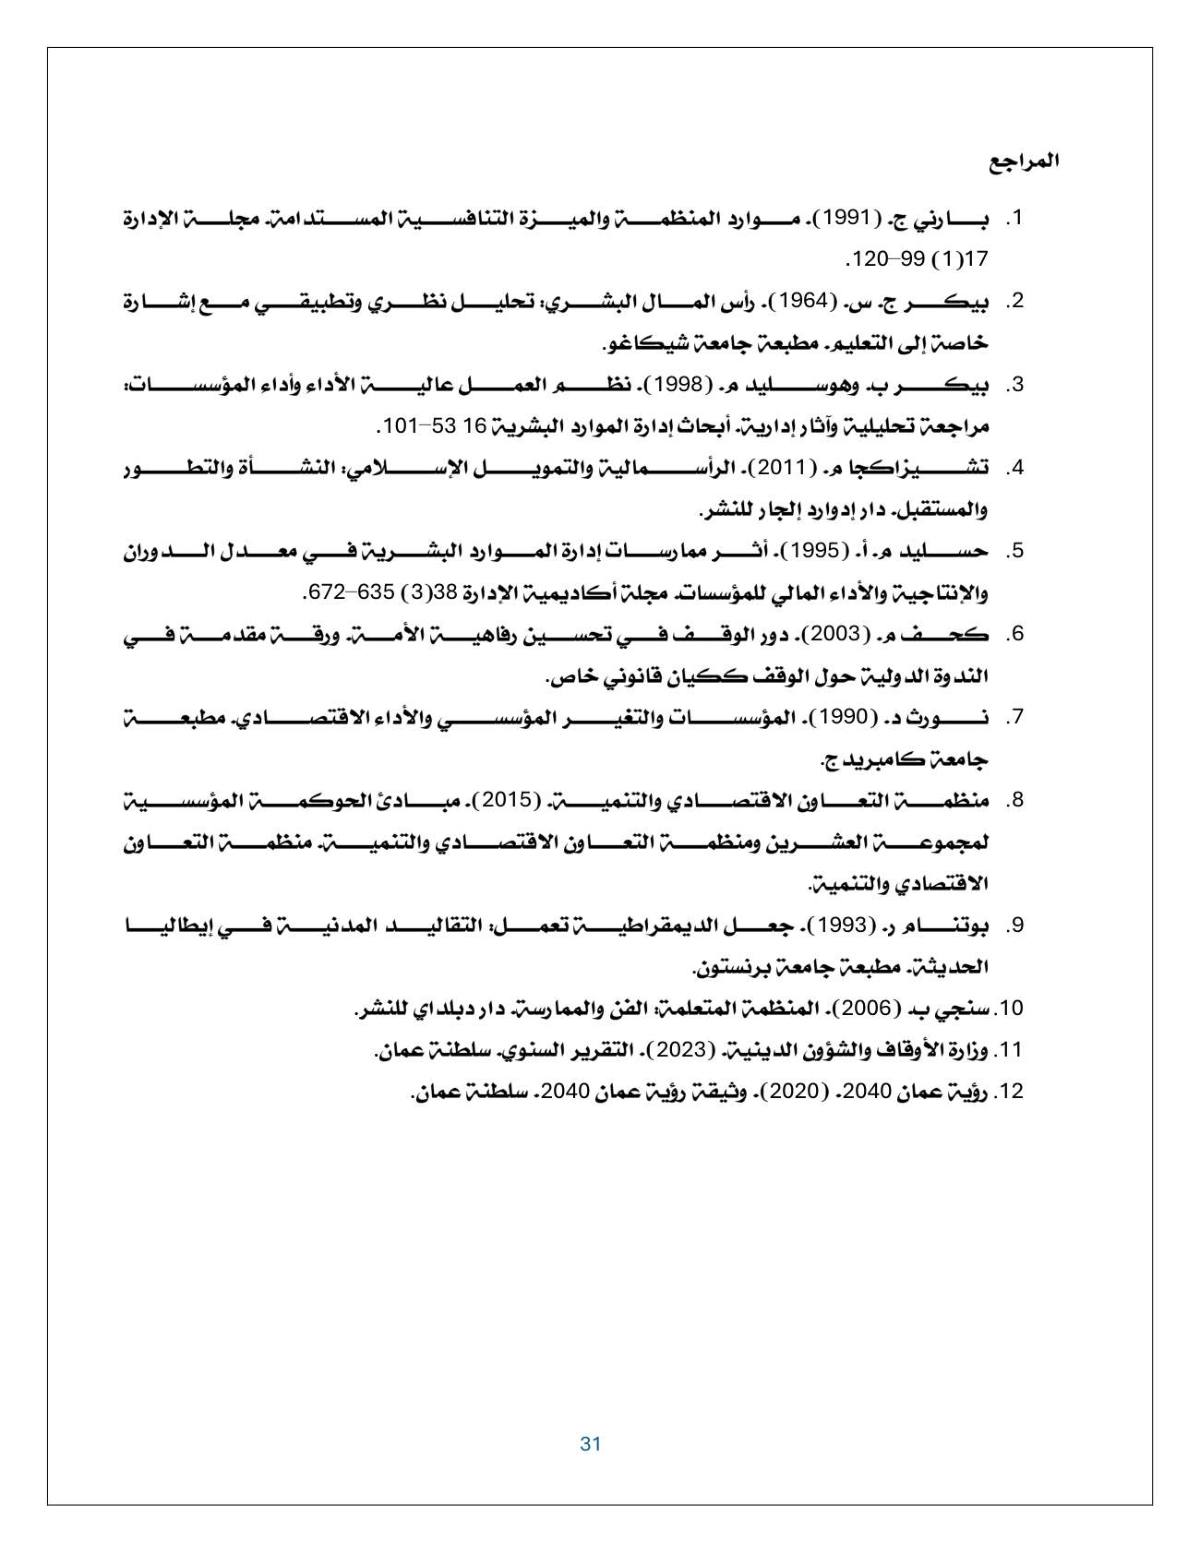 المراجع
1. بارني ج. (1991). موارد المنظمة والميزة التنافسية المستدامة. مجلة الإدارة
17(1) 99–120.
2. بيكر ج. س. (1964). رأس المال البشري: تحليل نظري وتطبيقي مع إشارة
خاصة إلى التعليم. مطبعة جامعة شيكاغو.
3. بيكر ب. وهوسليد م. (1998). نظم العمل عالية الأداء وأداء المؤسسات:
مراجعة تحليلية وآثار إدارية. أبحاث إدارة الموارد البشرية 16 53–101.
4. تشيزاكجا م. (2011). الرأسمالية والتمويل الإسلامي: النشأة والتطور
والمستقبل. دار إدوارد إلجار للنشر.
5. حسليد م. أ. (1995). أثر ممارسات إدارة الموارد البشرية في معدل الدوران
والإنتاجية والأداء المالي للمؤسسات. مجلة أكاديمية الإدارة 38(3) 635–672.
6. كحف م. (2003). دور الوقف في تحسين رفاهية الأمة. ورقة مقدمة في
الندوة الدولية حول الوقف ككيان قانوني خاص.
7. نورث د. (1990). المؤسسات والتغير المؤسسي والأداء الاقتصادي. مطبعة
جامعة كامبريدج.
8. منظمة التعاون الاقتصادي والتنمية. (2015). مبادئ الحوكمة المؤسسية
لمجموعة العشرين ومنظمة التعاون الاقتصادي والتنمية. منظمة التعاون
الاقتصادي والتنمية.
9. بوتنام ر. (1993). جعل الديمقراطية تعمل: التقاليد المدنية في إيطاليا
الحديثة. مطبعة جامعة برنستون.
10. سنجي ب. (2006). المنظمة المتعلمة: الفن والممارسة. دار دبلداي للنشر.
11. وزارة الأوقاف والشؤون الدينية. (2023). التقرير السنوي. سلطنة عمان.
12. رؤية عمان 2040. (2020). وثيقة رؤية عمان 2040. سلطنة عمان.
31